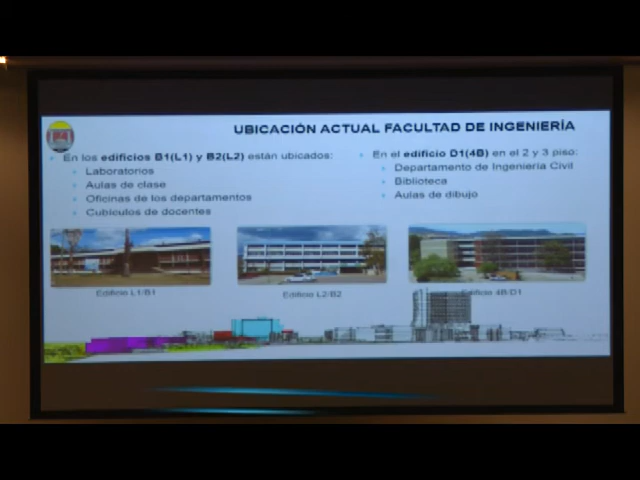 UBICACIÓN ACTUAL FACULTAD DE INGENIERÍA
En los edificios B1(L1) y B2(L2) están ubicados:
Laboratorios
Aulas de clase
Oficinas de los departamentos
Cubículos de docentes
En el edificio D1(4B) en el 2 y 3 piso:
Departamento de Ingeniería Civil
Biblioteca
Aulas de dibujo
Edificio L1/B1
Edificio L2/B2
Edificio 4B/D1